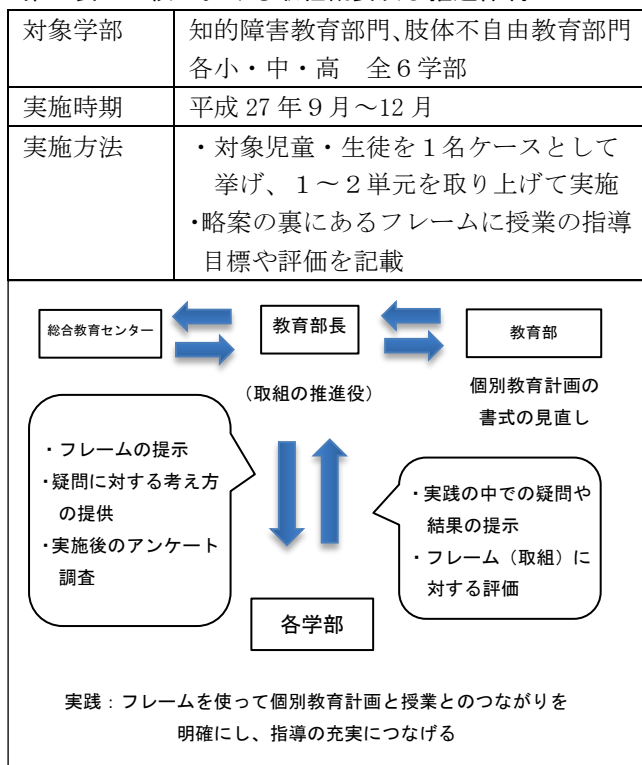 対象学部
知的障害教育部門、肢体不自由教育部門
各小・中・高　全６学部
実施時期
平成 27 年９月～12 月
実施方法
・対象児童・生徒を１名ケースとして
挙げ、１～２単元を取り上げて実施
・略案の裏にあるフレームに授業の指導
目標や評価を記載
総合教育センター
教育部長
教育部
（取組の推進役）
個別教育計画の
書式の見直し
・フレームの提示
・疑問に対する考え方
の提供
・実施後のアンケート
調査
・実践の中での疑問や
結果の提示
・フレーム（取組）に
対する評価
各学部
実践：フレームを使って個別教育計画と授業とのつながりを
明確にし、指導の充実につなげる